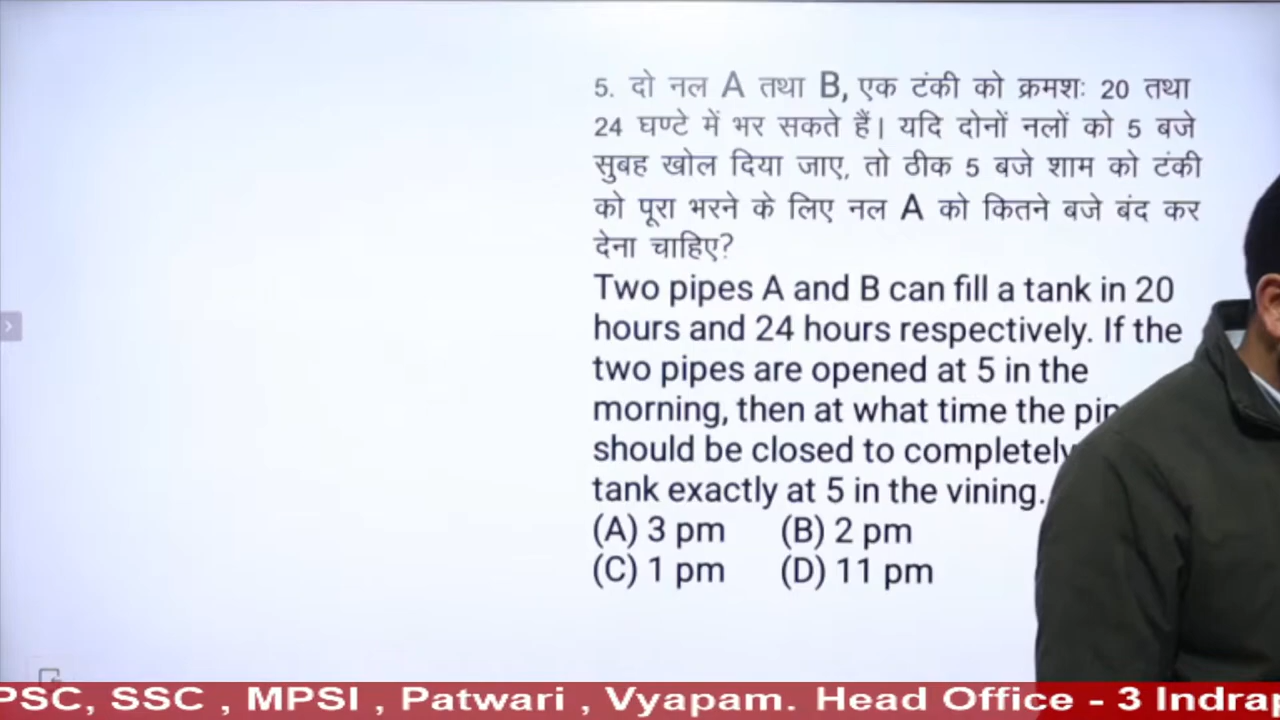 5. दो नल A तथा B, एक टंकी को क्रमशः 20 तथा
24 घण्टे में भर सकते हैं। यदि दोनों नलों को 5 बजे
सुबह खोल दिया जाए, तो ठीक 5 बजे शाम को टंकी
को पूरा भरने के लिए नल A को कितने बजे बंद कर
देना चाहिए?
Two pipes A and B can fill a tank in 20
hours and 24 hours respectively. If the
two pipes are opened at 5 in the
morning, then at what time the
should be closed to completely
tank exactly at 5 in the vining.
(A) 3 pm (B) 2 pm
(C) 1 pm (D) 11 pm
PSC, SSC , MPSI , Patwari , Vyapam. Head Office - 3